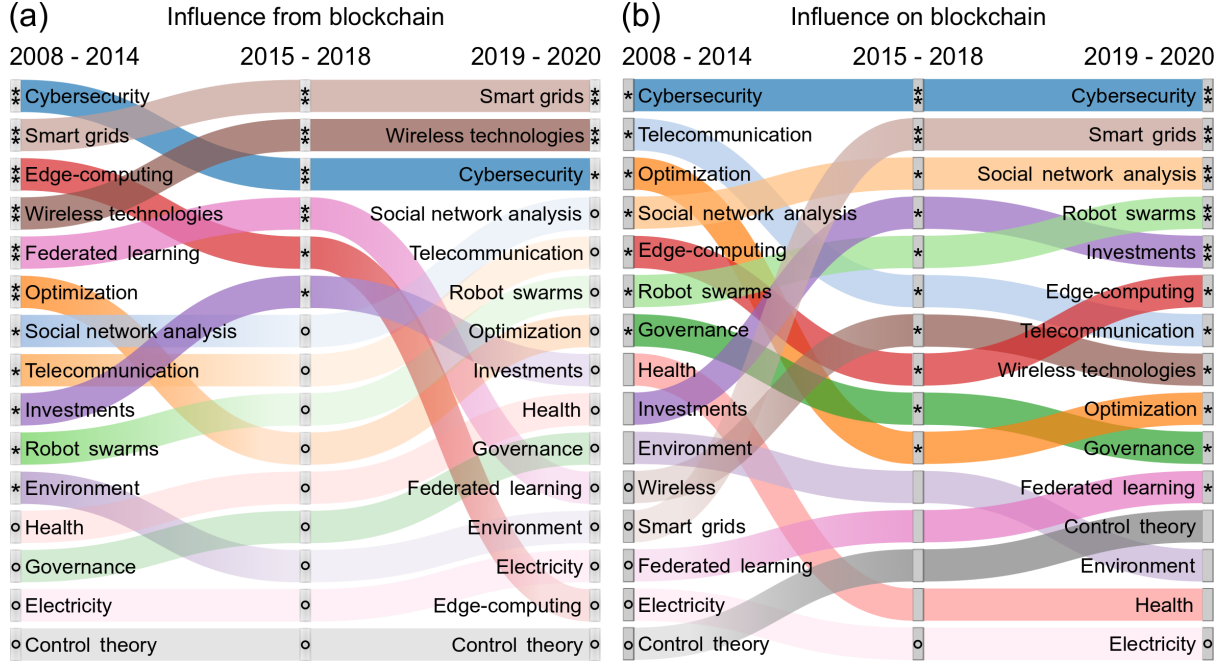 (a) Influence from blockchain
2008 - 2014 2015 - 2018 2019 - 2020
Cybersecurity
Smart grids
Edge-computing
Wireless technologies
Federated learning
Optimization
Social network analysis
Telecommunication
Investments
Robot swarms
Environment
Health
Governance
Electricity
Control theory
Smart grids
Wireless technologies
Cybersecurity
Social network analysis
Telecommunication
Robot swarms
Optimization
Investments
Health
Governance
Federated learning
Environment
Electricity
Edge-computing
Control theory
(b) Influence on blockchain
2008 - 2014 2015 - 2018 2019 - 2020
Cybersecurity
Telecommunication
Optimization
Social network analysis
Edge-computing
Robot swarms
Governance
Health
Investments
Environment
Wireless
Smart grids
Federated learning
Electricity
Control theory
Cybersecurity
Smart grids
Social network analysis
Robot swarms
Investments
Edge-computing
Telecommunication
Wireless technologies
Optimization
Governance
Federated learning
Control theory
Environment
Health
Electricity